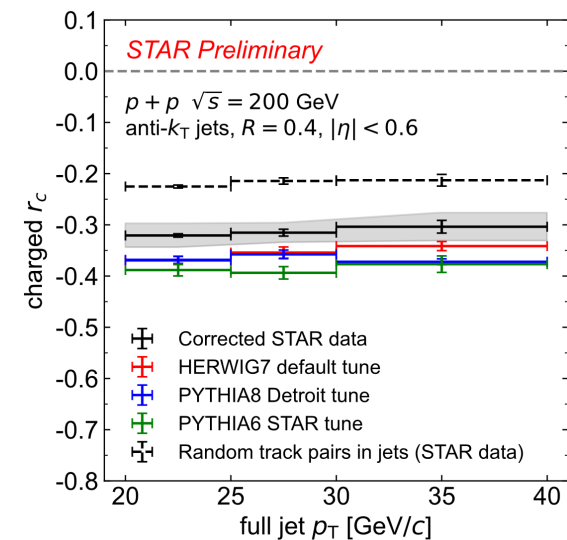 STAR Preliminary
p + p √s = 200 GeV
anti-kT jets, R = 0.4, |η| < 0.6
charged rc
0.1
0.0
-0.1
-0.2
-0.3
-0.4
-0.5
-0.6
-0.7
-0.8
Corrected STAR data
HERWIG7 default tune
PYTHIA8 Detroit tune
PYTHIA6 STAR tune
Random track pairs in jets (STAR data)
20 25 30 35 40
full jet pT [GeV/c]